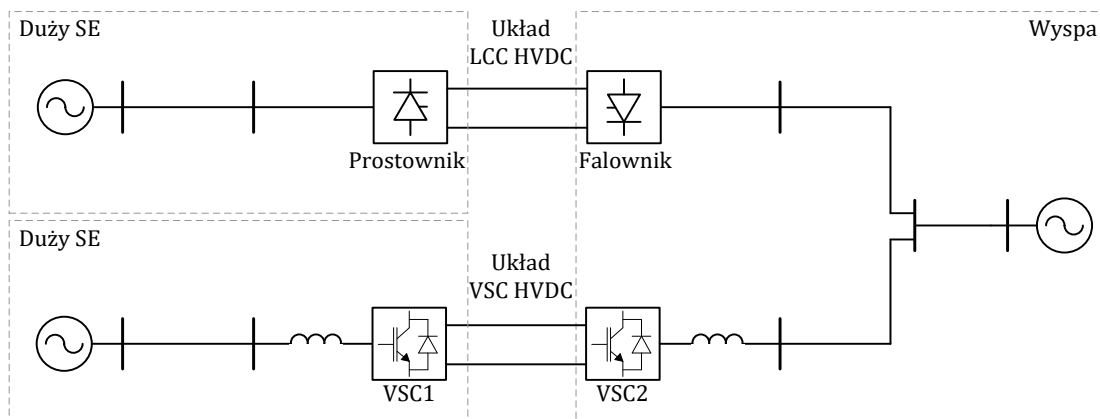 Duży SE
Układ
LCC HVDC
Wyspa
Prostownik
Falownik
Duży SE
Układ
VSC HVDC
VSC1
VSC2